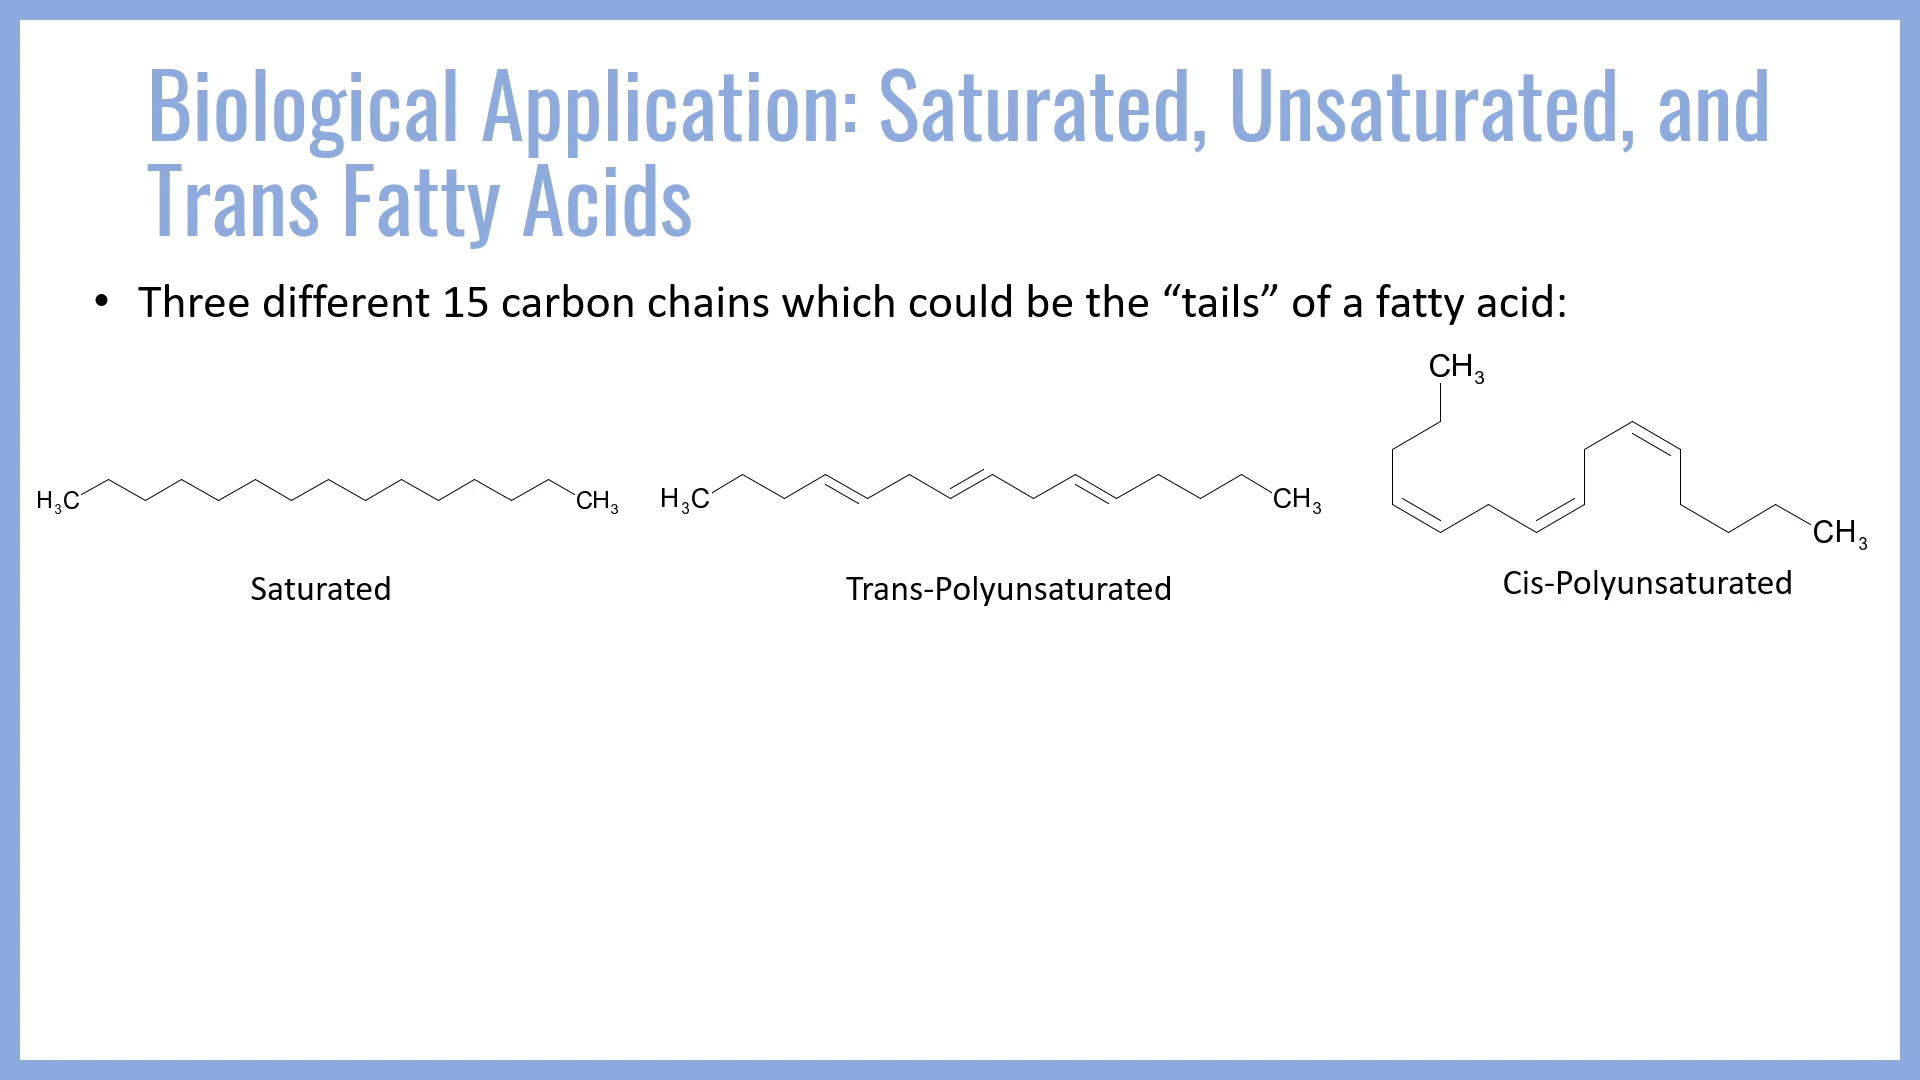 Biological Application: Saturated, Unsaturated, and
Trans Fatty Acids
• Three different 15 carbon chains which could be the “tails” of a fatty acid:
H₃C CH₃
H₃C CH₃
CH₃
CH₃
Saturated
Trans-Polyunsaturated
Cis-Polyunsaturated